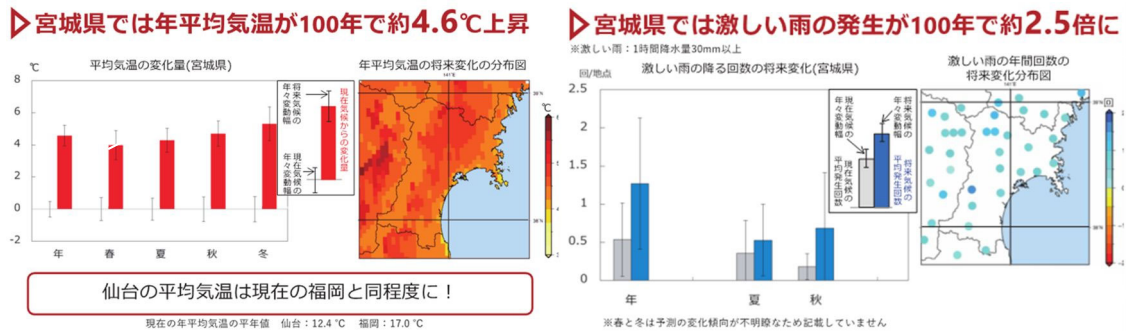 宮城県では年平均気温が100年で約4.6℃上昇
℃
平均気温の変化量(宮城県)
8
6
4
2
0
-2
年
春
夏
秋
冬
将来気候の年々変動幅
現在気候からの変化量
現在気候の年々変動幅
年平均気温の将来変化の分布図
141°E
39°N
38°N
℃
仙台の平均気温は現在の福岡と同程度に！
現在の年平均気温の平年値 仙台：12.4 ℃ 福岡：17.0 ℃
宮城県では激しい雨の発生が100年で約2.5倍に
※激しい雨：1時間降水量30mm以上
回/地点
激しい雨の降る回数の将来変化(宮城県)
2.5
2
1.5
1
0.5
0
年
夏
秋
現在気候の年々変動幅
将来気候の年々変動幅
現在気候の平均発生回数
将来気候の平均発生回数
激しい雨の年間回数の
将来変化分布図
141°E
39°N
38°N
回
※春と冬は予測の変化傾向が不明瞭なため記載していません